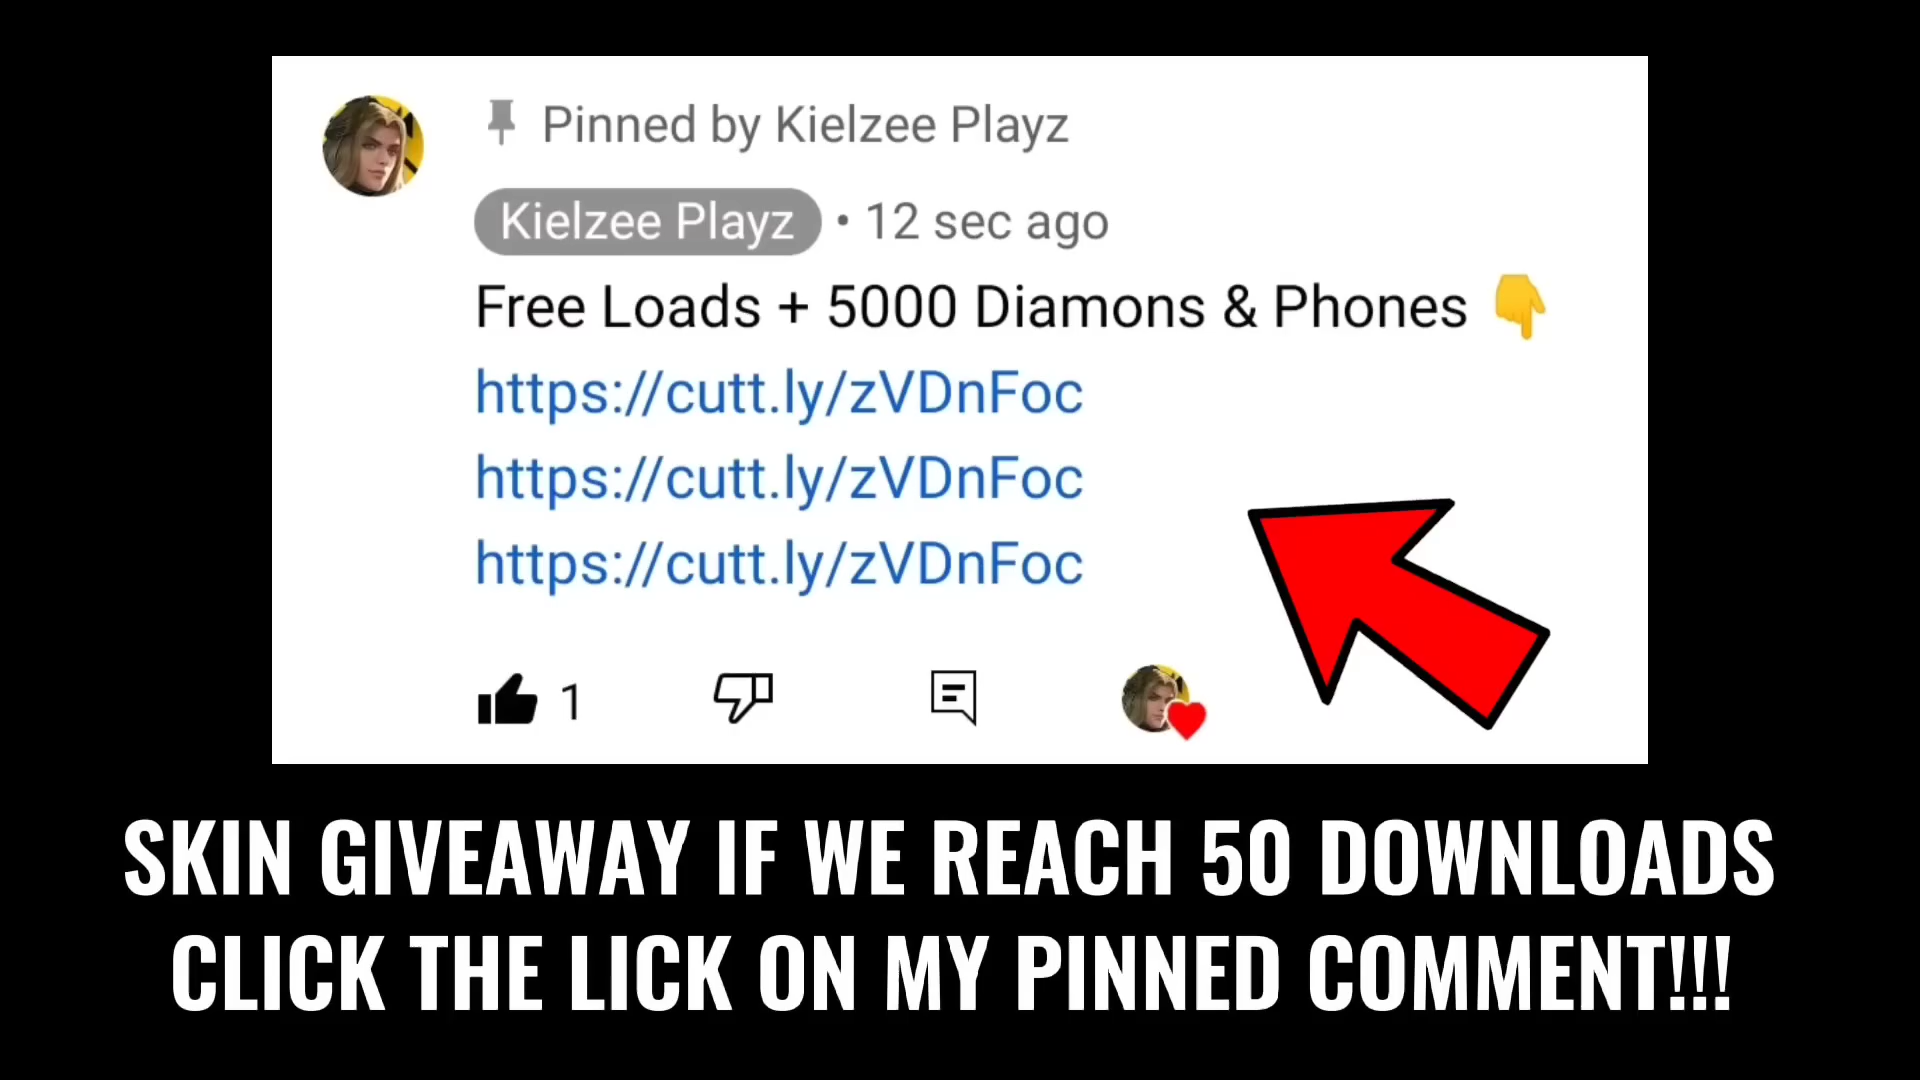 Pinned by Kielzee Playz
Kielzee Playz • 12 sec ago
Free Loads + 5000 Diamons & Phones 👇
https://cutt.ly/zVDnFoc
https://cutt.ly/zVDnFoc
https://cutt.ly/zVDnFoc
1
SKIN GIVEAWAY IF WE REACH 50 DOWNLOADS
CLICK THE LICK ON MY PINNED COMMENT!!!